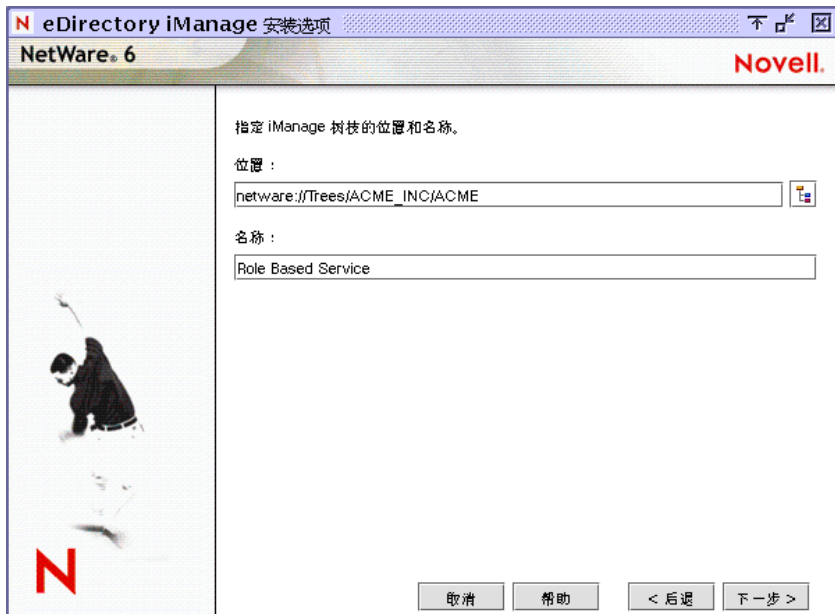 N eDirectory iManage 安装选项
NetWare® 6
Novell.
指定 iManage 树枝的位置和名称。
位置：
netware://Trees/ACME_INC/ACME
名称：
Role Based Service
N
取消 帮助 < 后退 下一步 >